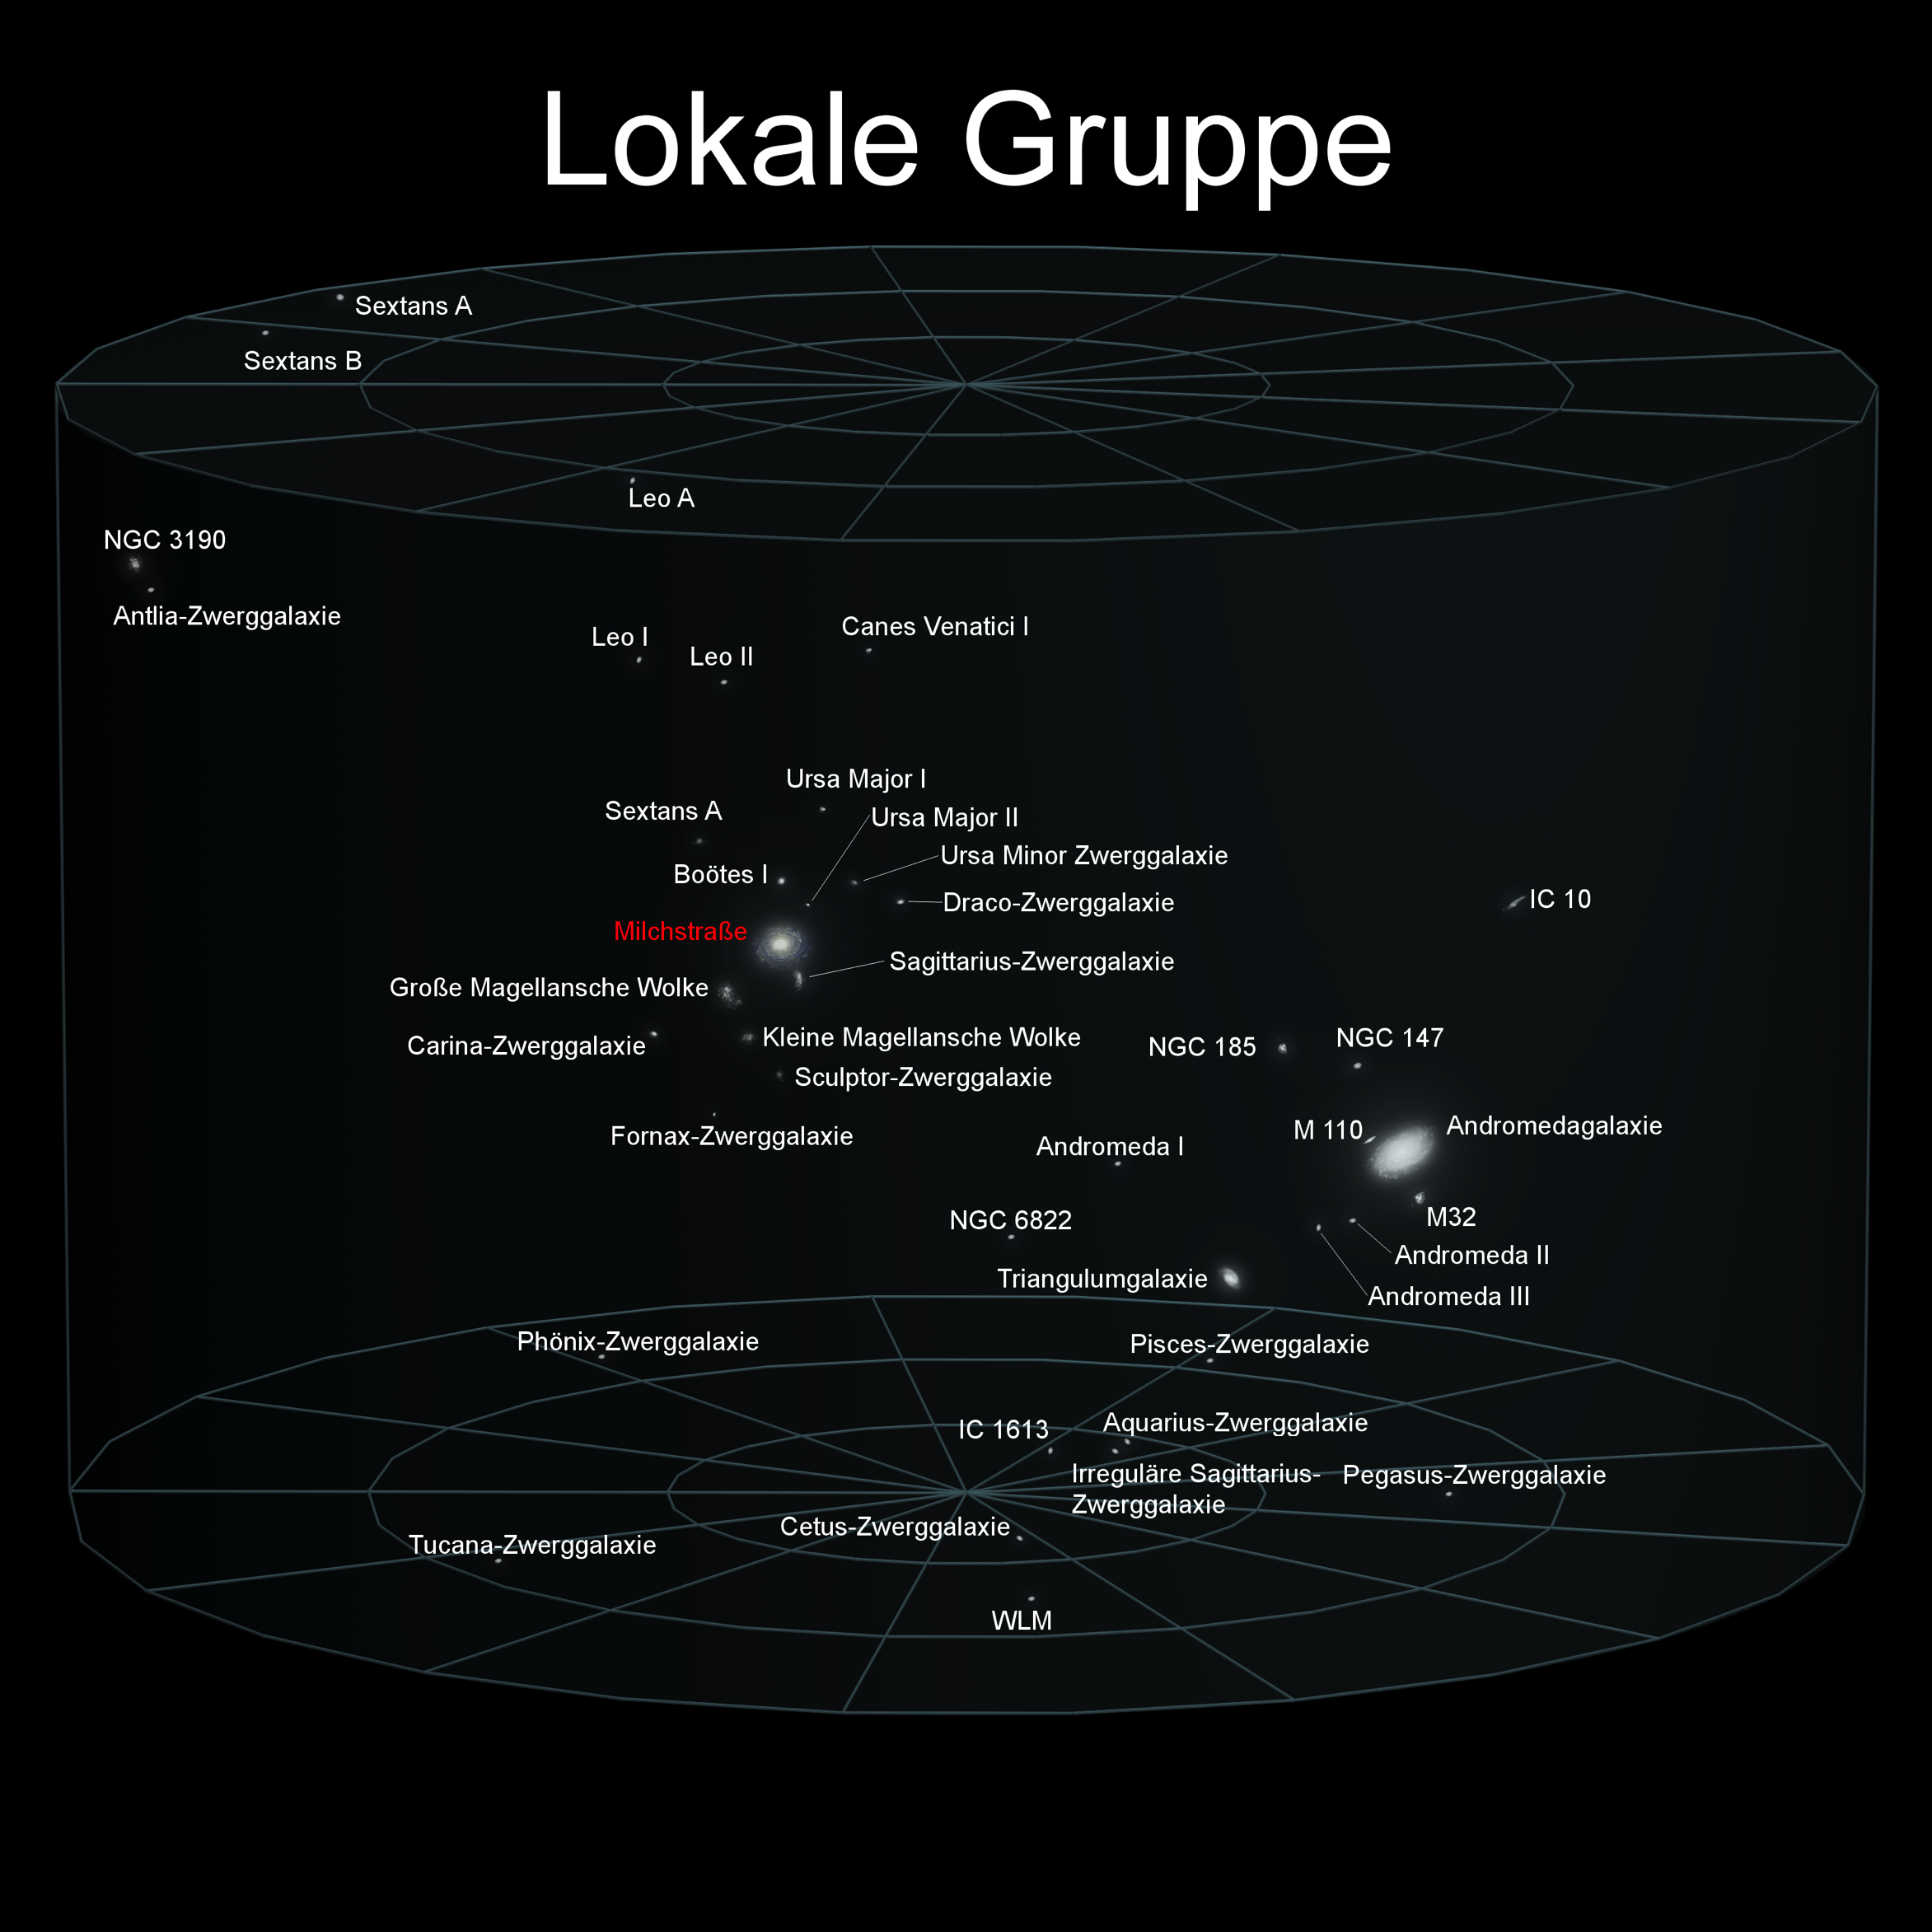 Lokale Gruppe
Sextans A
Sextans B
Leo A
NGC 3190
Antlia-Zwerggalaxie
Canes Venatici I
Leo I
Leo II
Ursa Major I
Sextans A
Ursa Major II
Ursa Minor Zwerggalaxie
Boötes I
Draco-Zwerggalaxie
IC 10
Milchstraße
Sagittarius-Zwerggalaxie
Große Magellansche Wolke
Kleine Magellansche Wolke
Carina-Zwerggalaxie
NGC 185
NGC 147
Sculptor-Zwerggalaxie
Fornax-Zwerggalaxie
M 110
Andromedagalaxie
Andromeda I
NGC 6822
M32
Andromeda II
Triangulumgalaxie
Andromeda III
Phönix-Zwerggalaxie
Pisces-Zwerggalaxie
IC 1613
Aquarius-Zwerggalaxie
Irreguläre Sagittarius-
Zwerggalaxie
Pegasus-Zwerggalaxie
Cetus-Zwerggalaxie
Tucana-Zwerggalaxie
WLM